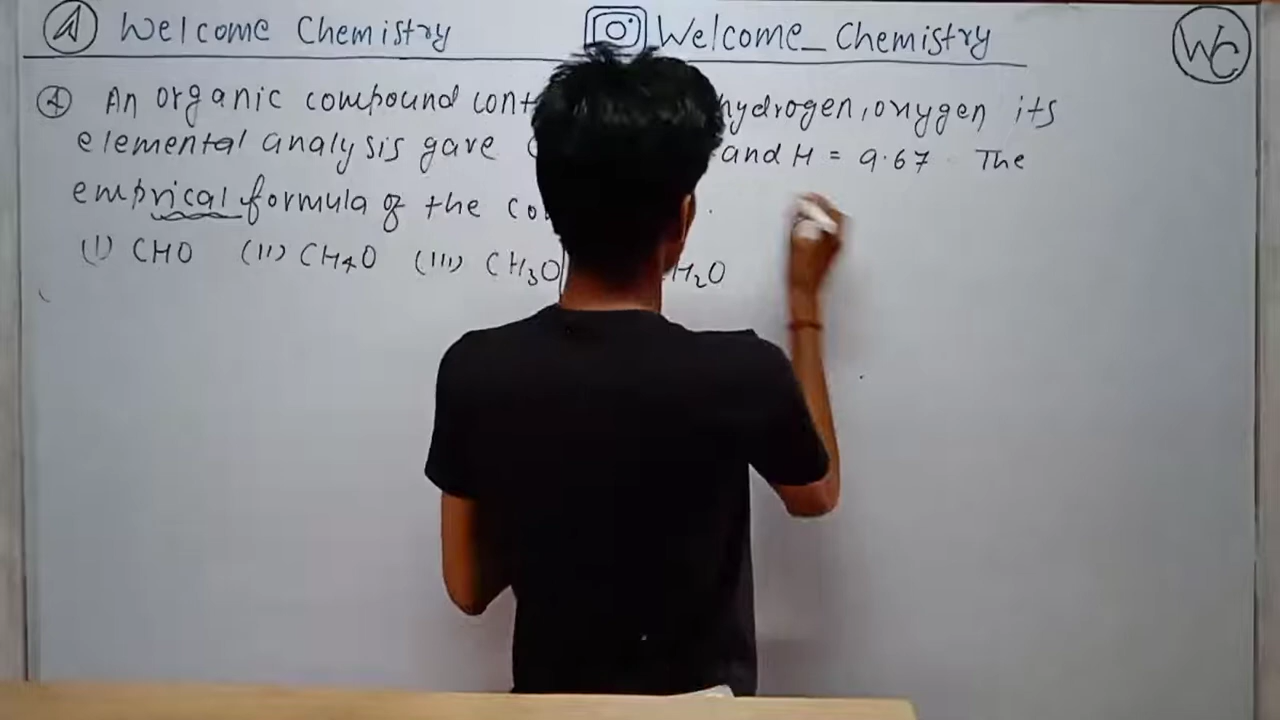 A Welcome Chemistry Welcome_Chemistry WC
1 An organic compound cont hydrogen, oxygen its
elemental analysis gave and H = 9.67 The
emprical formula of the
(I) CHO (II) CH4O (III) CH3O H2O